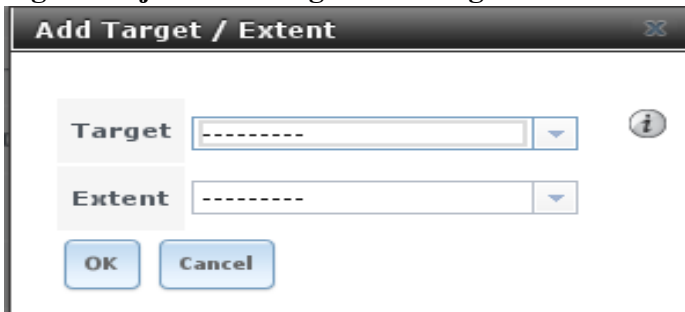 Add Target / Extent
Target ---------
Extent ---------
OK Cancel